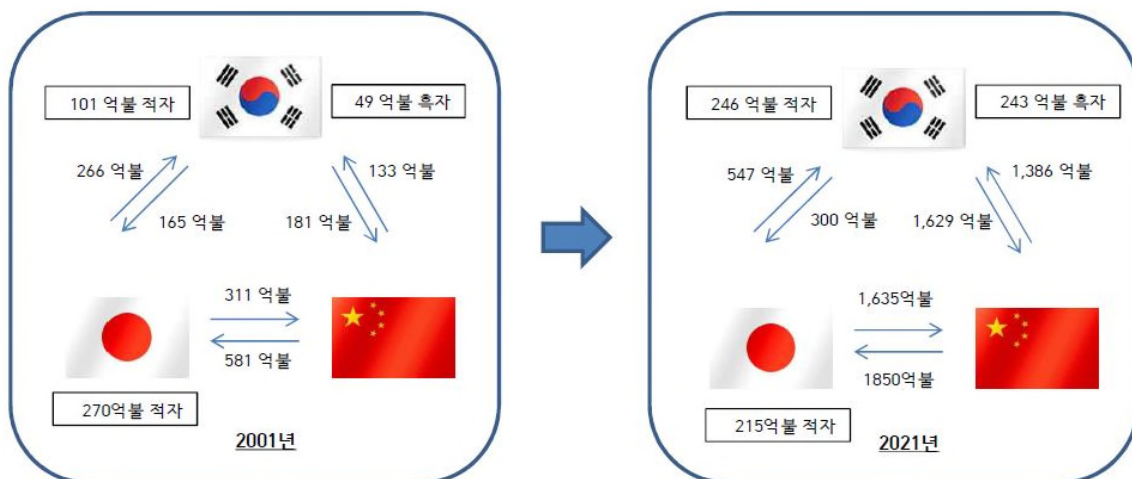 101 억불 적자
49 억불 흑자
266 억불
133 억불
165 억불
181 억불
311 억불
581 억불
270억불 적자
2001년
246 억불 적자
243 억불 흑자
547 억불
1,386 억불
300 억불
1,629 억불
1,635억불
1850억불
215억불 적자
2021년